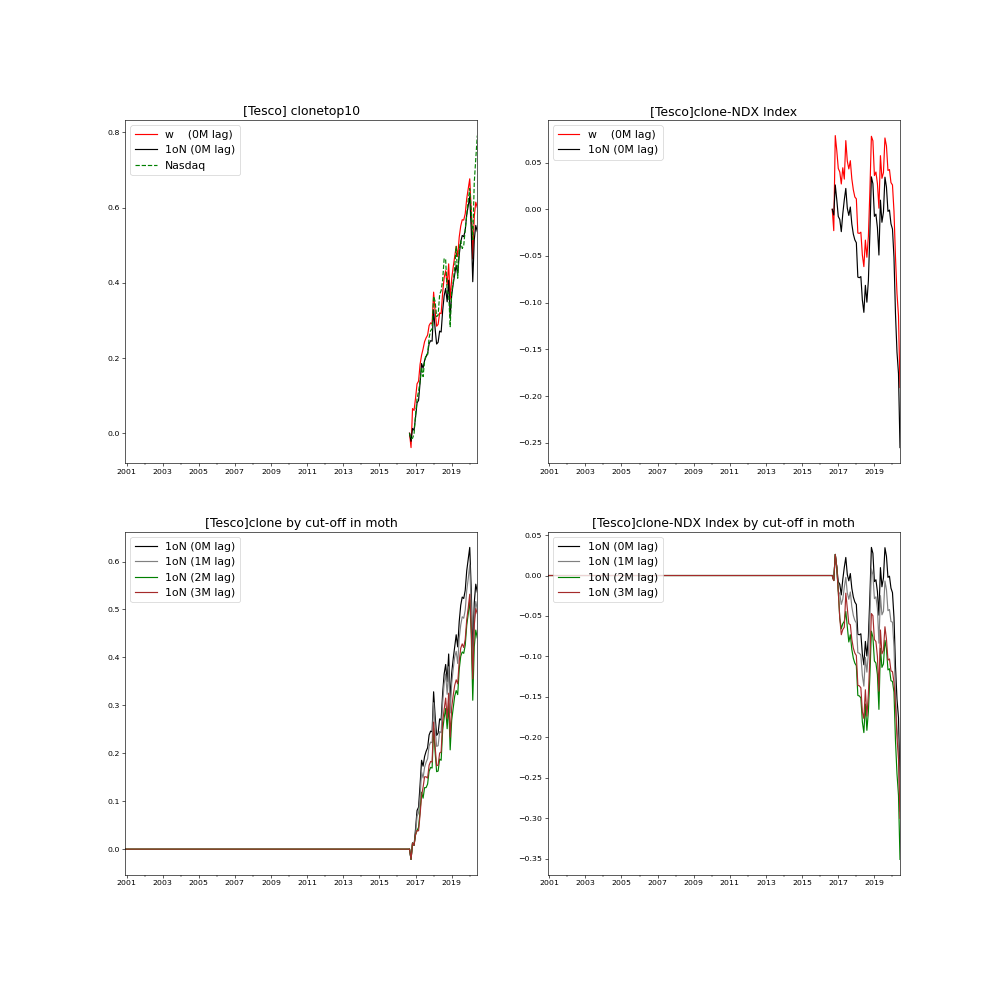 [Tesco] clonetop10
w (0M lag)
1oN (0M lag)
Nasdaq
0.8
0.6
0.4
0.2
0.0
2001 2003 2005 2007 2009 2011 2013 2015 2017 2019
[Tesco]clone-NDX Index
w (0M lag)
1oN (0M lag)
0.05
0.00
−0.05
−0.10
−0.15
−0.20
−0.25
2001 2003 2005 2007 2009 2011 2013 2015 2017 2019
[Tesco]clone by cut-off in moth
1oN (0M lag)
1oN (1M lag)
1oN (2M lag)
1oN (3M lag)
0.6
0.5
0.4
0.3
0.2
0.1
0.0
2001 2003 2005 2007 2009 2011 2013 2015 2017 2019
[Tesco]clone-NDX Index by cut-off in moth
1oN (0M lag)
1oN (1M lag)
1oN (2M lag)
1oN (3M lag)
0.05
0.00
−0.05
−0.10
−0.15
−0.20
−0.25
−0.30
−0.35
2001 2003 2005 2007 2009 2011 2013 2015 2017 2019